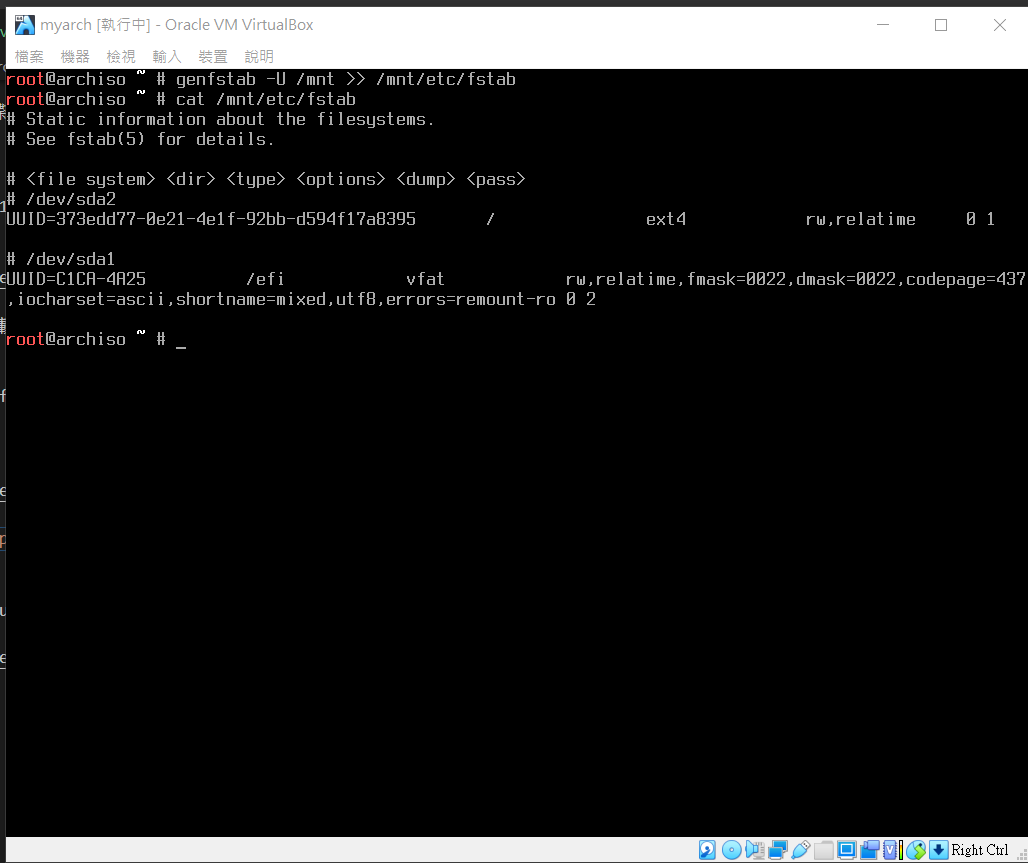 myarch [執行中] - Oracle VM VirtualBox
檔案 機器 檢視 輸入 裝置 說明
root@archiso ~ # genfstab -U /mnt >> /mnt/etc/fstab
root@archiso ~ # cat /mnt/etc/fstab
# Static information about the filesystems.
# See fstab(5) for details.
# <file system> <dir> <type> <options> <dump> <pass>
# /dev/sda2
UUID=373edd77-0e21-4e1f-92bb-d594f17a8395 / ext4 rw,relatime 0 1
# /dev/sda1
UUID=C1CA-4A25 /efi vfat rw,relatime,fmask=0022,dmask=0022,codepage=437
,iocharset=ascii,shortname=mixed,utf8,errors=remount-ro 0 2
root@archiso ~ # _
Right Ctrl